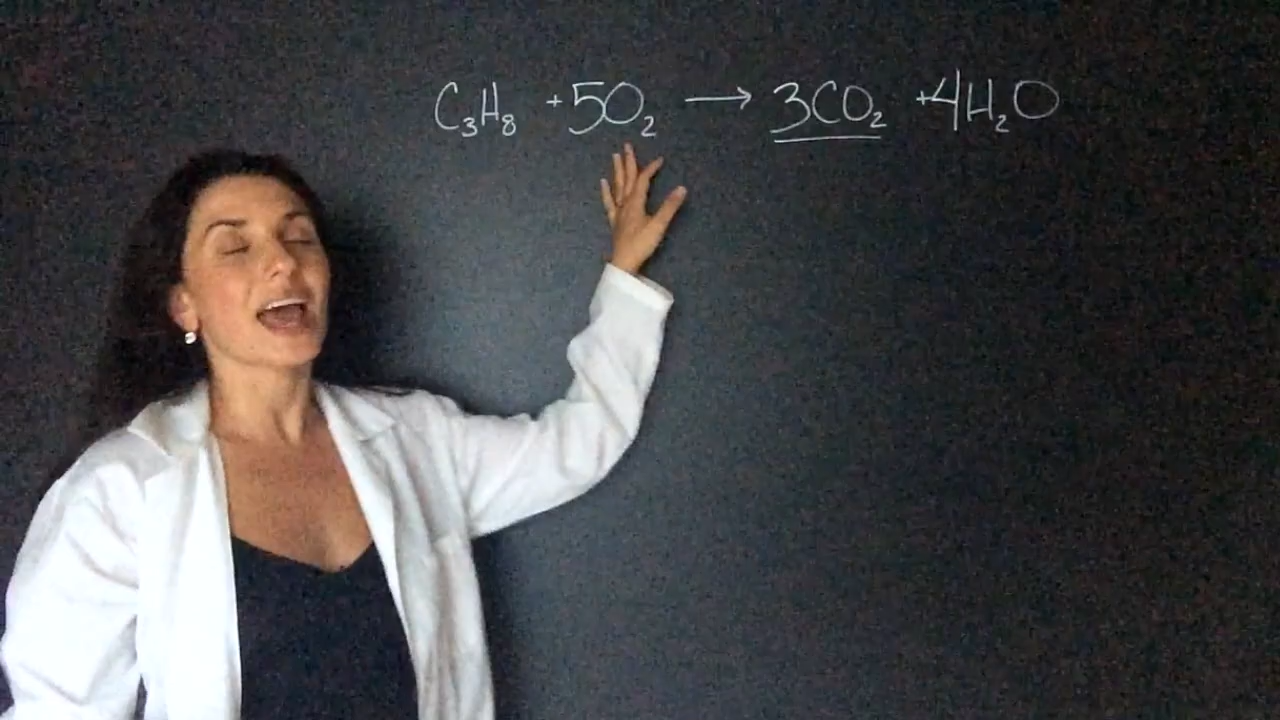 C₃H₈ + 5O₂ → 3CO₂ + 4H₂O